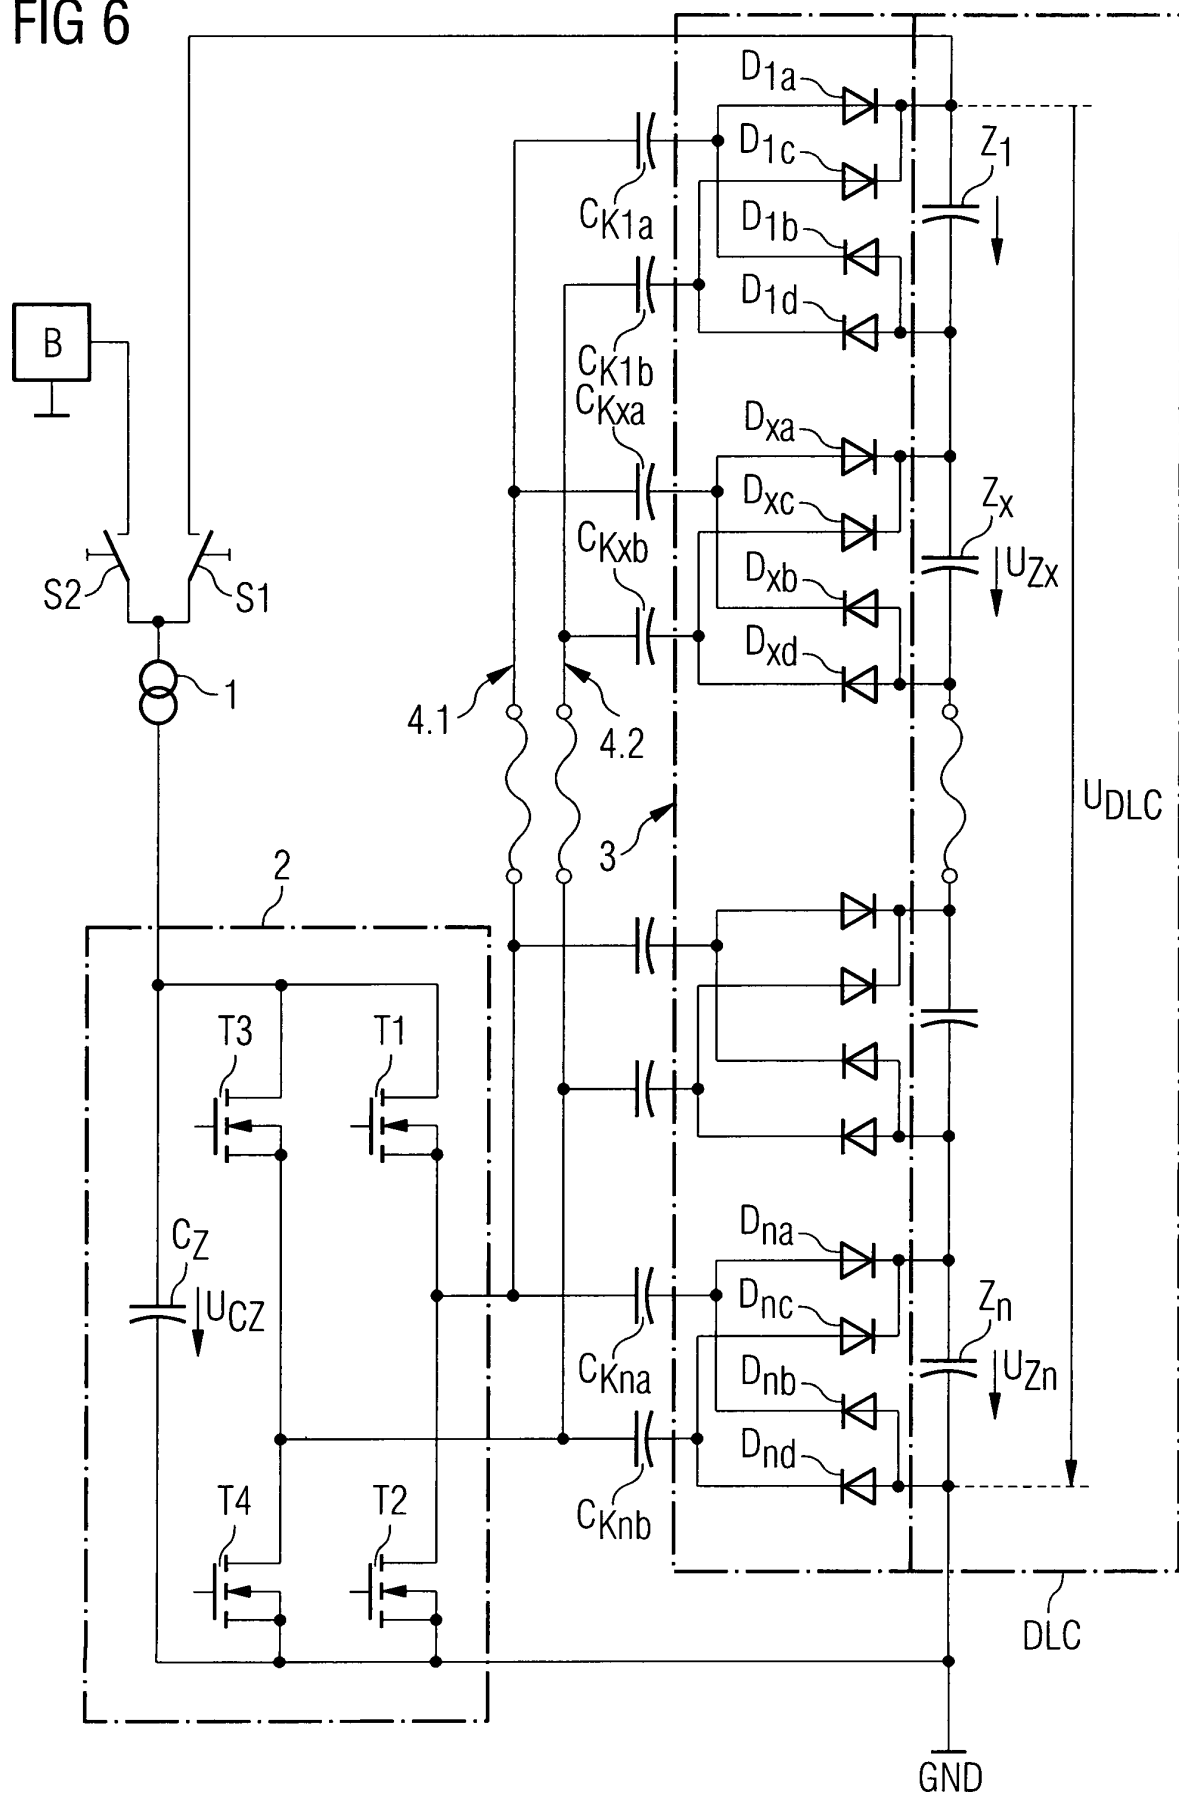 FIG 6
D1a
D1c
Z1
CK1a
D1b
D1d
B
CK1b
CKxa
Dxa
Dxc
Zx
CKxb
UZx
Dxb
S2
S1
Dxd
1
4.1
4.2
UDLC
3
2
T3
T1
Dna
CZ
UCZ
Dnc
Zn
CKna
UZn
Dnb
Dnd
T4
T2
CKnb
DLC
GND